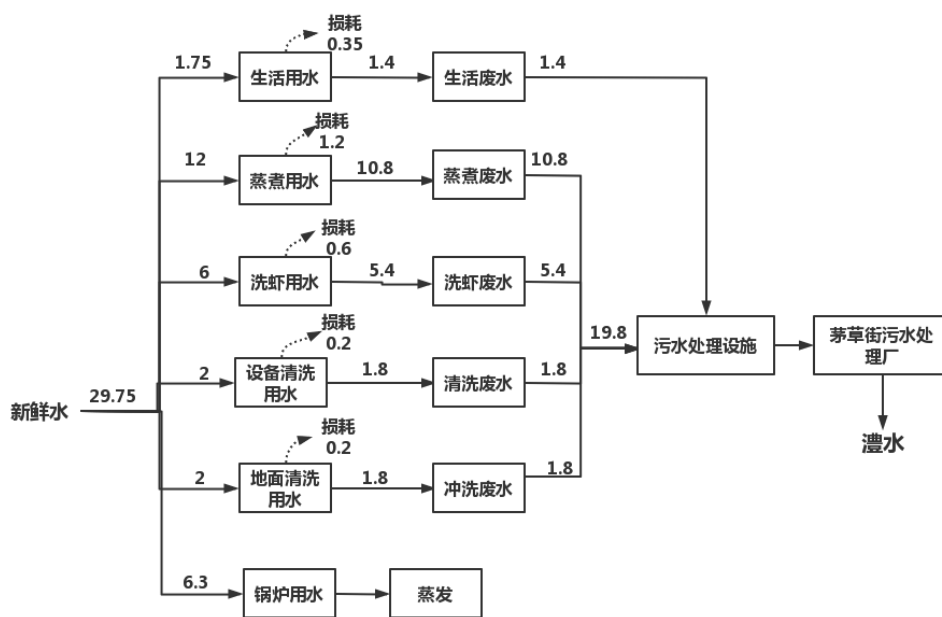 损耗
0.35
1.75
生活用水
1.4
生活废水
1.4
损耗
1.2
12
蒸煮用水
10.8
蒸煮废水
10.8
损耗
0.6
6
洗虾用水
5.4
洗虾废水
5.4
19.8
污水处理设施
茅草街污水处
理厂
澧水
损耗
0.2
2
设备清洗
用水
1.8
清洗废水
1.8
新鲜水
29.75
损耗
0.2
2
地面清洗
用水
1.8
冲洗废水
1.8
6.3
锅炉用水
蒸发